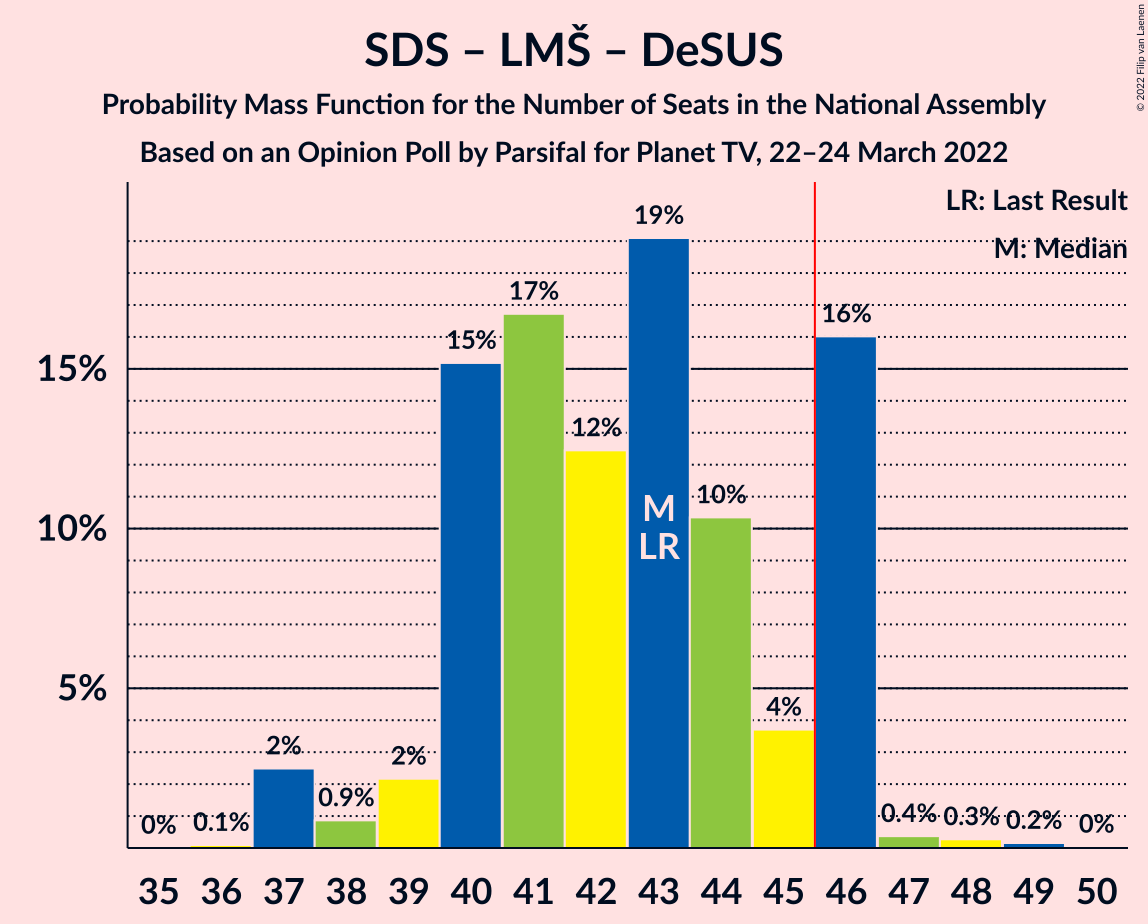 SDS – LMŠ – DeSUS
Probability Mass Function for the Number of Seats in the National Assembly
Based on an Opinion Poll by Parsifal for Planet TV, 22–24 March 2022
© 2022 Filip van Laenen
LR: Last Result
M: Median
15%
10%
5%
0%
0.1%
2%
0.9%
2%
15%
17%
12%
19%
10%
4%
16%
0.4%
0.3%
0.2%
0%
M
LR
35 36 37 38 39 40 41 42 43 44 45 46 47 48 49 50